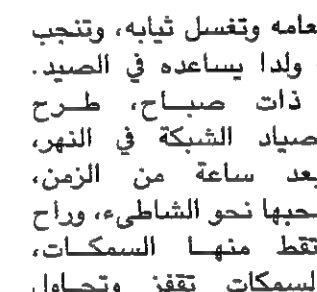 عامه وتغسل ثيابه، وتنجب
ولدا يساعده في الصيد.
ذات صباح، طرح
صياد الشبكة في النهر،
بعد ساعة من الزمن،
حبها نحو الشاطىء، وراح
تقط منها السمكات،
لسمكات تقفز وتحاول